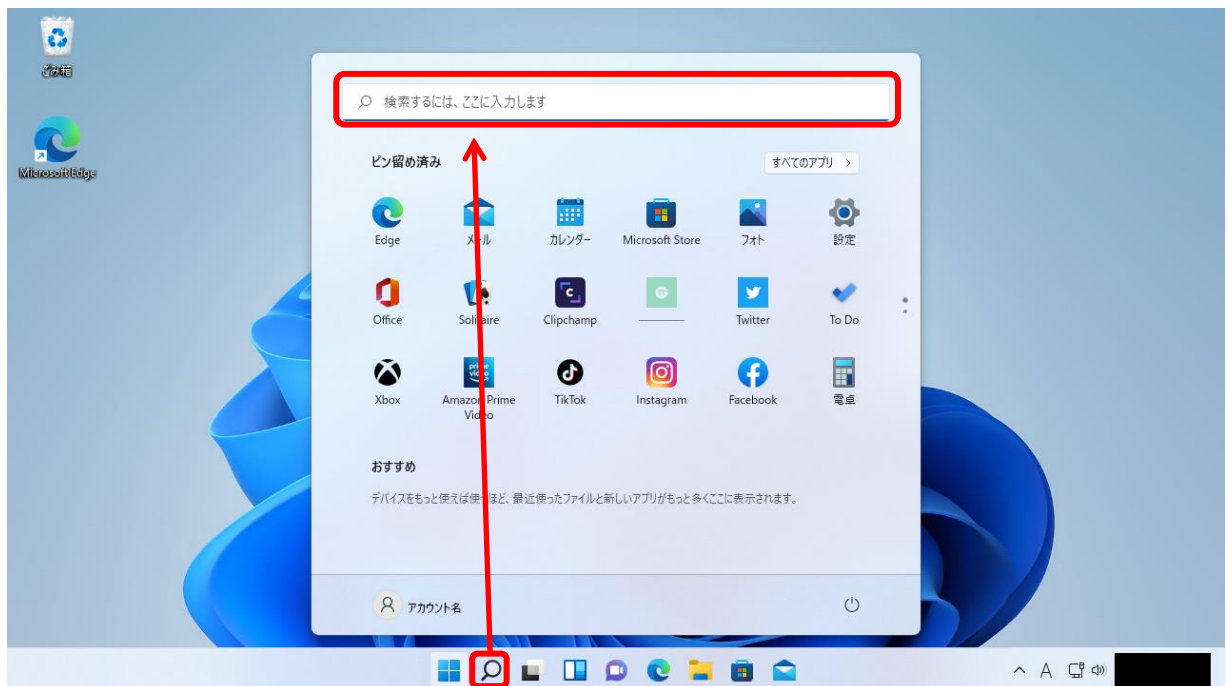 ごみ箱
Microsoft Edge
検索するには、ここに入力します
ピン留め済み
すべてのアプリ >
Edge
メール
カレンダー
Microsoft Store
フォト
設定
Office
Solitaire
Clipchamp
Twitter
To Do
Xbox
prime video
Amazon Prime
Video
TikTok
Instagram
Facebook
電卓
おすすめ
デバイスをもっと使えば使うほど、最近使ったファイルと新しいアプリがもっと多くここに表示されます。
アカウント名
A